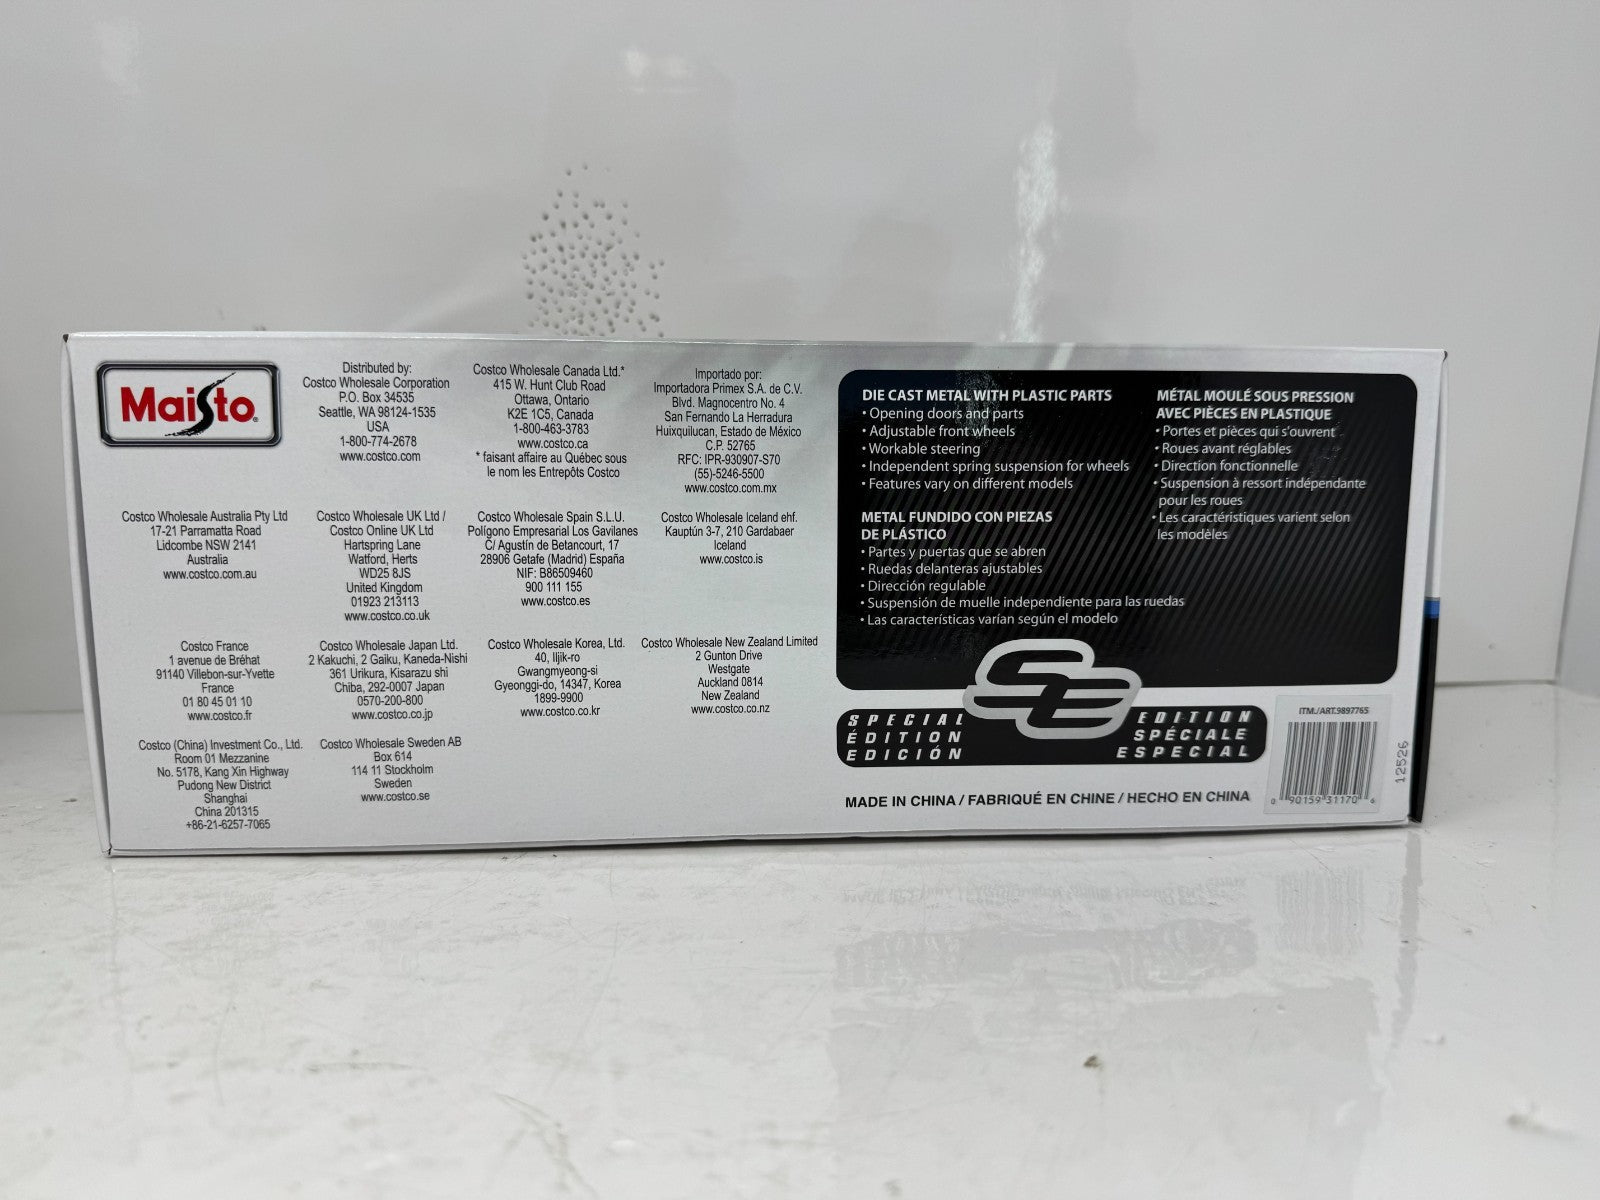 Maisto
Distributed by:
Costco Wholesale Corporation
P.O. Box 34535
Seattle, WA 98124-1535
USA
1-800-774-2678
www.costco.com
Costco Wholesale Canada Ltd.*
415 W. Hunt Club Road
Ottawa, Ontario
K2E 1C5, Canada
1-800-463-3783
www.costco.ca
* faisant affaire au Québec sous
le nom les Entrepôts Costco
Importado por:
Importadora Primex S.A. de C.V.
Blvd. Magnocentro No. 4
San Fernando La Herradura
Huixquilucan, Estado de México
C.P. 52765
RFC: IPR-930907-S70
(55)-5246-5500
www.costco.com.mx
Costco Wholesale Australia Pty Ltd
17-21 Parramatta Road
Lidcombe NSW 2141
Australia
www.costco.com.au
Costco Wholesale UK Ltd /
Costco Online UK Ltd
Hartspring Lane
Watford, Herts
WD25 8JS
United Kingdom
01923 213113
www.costco.co.uk
Costco Wholesale Spain S.L.U.
Polígono Empresarial Los Gavilanes
C/ Agustín de Betancourt, 17
28906 Getafe (Madrid) España
NIF: B86509460
900 111 155
www.costco.es
Costco Wholesale Iceland ehf.
Kauptún 3-7, 210 Gardabaer
Iceland
www.costco.is
Costco France
1 avenue de Bréhat
91140 Villebon-sur-Yvette
France
01 80 45 01 10
www.costco.fr
Costco Wholesale Japan Ltd.
2 Kakuchi, 2 Gaiku, Kaneda-Nishi
361 Urikura, Kisarazu shi
Chiba, 292-0007 Japan
0570-200-800
www.costco.co.jp
Costco Wholesale Korea, Ltd.
40, Iljik-ro
Gwangmyeong-si
Gyeonggi-do, 14347, Korea
1899-9900
www.costco.co.kr
Costco Wholesale New Zealand Limited
2 Gunton Drive
Westgate
Auckland 0814
New Zealand
www.costco.co.nz
Costco (China) Investment Co., Ltd.
Room 01 Mezzanine
No. 5178, Kang Xin Highway
Pudong New District
Shanghai
China 201315
+86-21-6257-7065
Costco Wholesale Sweden AB
Box 614
114 11 Stockholm
Sweden
www.costco.se
DIE CAST METAL WITH PLASTIC PARTS
• Opening doors and parts
• Adjustable front wheels
• Workable steering
• Independent spring suspension for wheels
• Features vary on different models
METAL FUNDIDO CON PIEZAS
DE PLÁSTICO
• Partes y puertas que se abren
• Ruedas delanteras ajustables
• Dirección regulable
• Suspensión de muelle independiente para las ruedas
• Las características varían según el modelo
MÉTAL MOULÉ SOUS PRESSION
AVEC PIÈCES EN PLASTIQUE
• Portes et pièces qui s'ouvrent
• Roues avant réglables
• Direction fonctionnelle
• Suspension à ressort indépendante
pour les roues
• Les caractéristiques varient selon
les modèles
SE
SPECIAL EDITION
ÉDITION SPÉCIALE
EDICIÓN ESPECIAL
MADE IN CHINA / FABRIQUÉ EN CHINE / HECHO EN CHINA
ITM./ART.9897765
0 90159 31170 6
12526